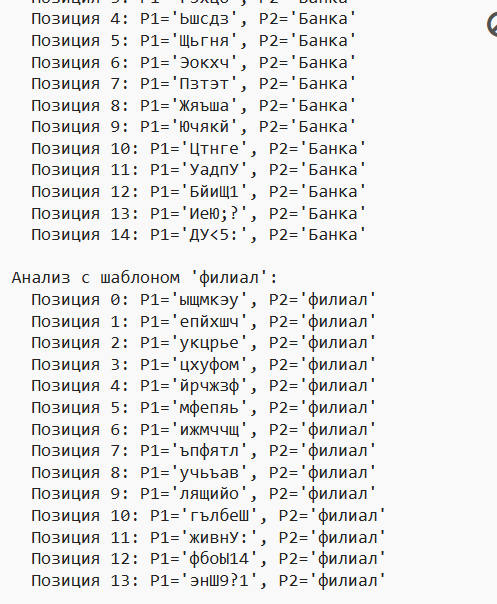 Позиция 4: P1='Ьшсдз', P2='Банка'
Позиция 5: P1='Щьгня', P2='Банка'
Позиция 6: P1='Эокхч', P2='Банка'
Позиция 7: P1='Пзтэт', P2='Банка'
Позиция 8: P1='Жяъша', P2='Банка'
Позиция 9: P1='Ючякй', P2='Банка'
Позиция 10: P1='Цтнге', P2='Банка'
Позиция 11: P1='УадпУ', P2='Банка'
Позиция 12: P1='БйиЩ1', P2='Банка'
Позиция 13: P1='ИеЮ;?', P2='Банка'
Позиция 14: P1='ДУ<5:', P2='Банка'
Анализ с шаблоном 'филиал':
Позиция 0: P1='ыщмкэу', P2='филиал'
Позиция 1: P1='епйхшч', P2='филиал'
Позиция 2: P1='укцрье', P2='филиал'
Позиция 3: P1='цхуфом', P2='филиал'
Позиция 4: P1='йрчжзф', P2='филиал'
Позиция 5: P1='мфепяь', P2='филиал'
Позиция 6: P1='ижмччщ', P2='филиал'
Позиция 7: P1='ъпфятл', P2='филиал'
Позиция 8: P1='учьъав', P2='филиал'
Позиция 9: P1='лящийо', P2='филиал'
Позиция 10: P1='гълбеШ', P2='филиал'
Позиция 11: P1='живнУ:', P2='филиал'
Позиция 12: P1='фбоЫ14', P2='филиал'
Позиция 13: P1='энШ9?1', P2='филиал'